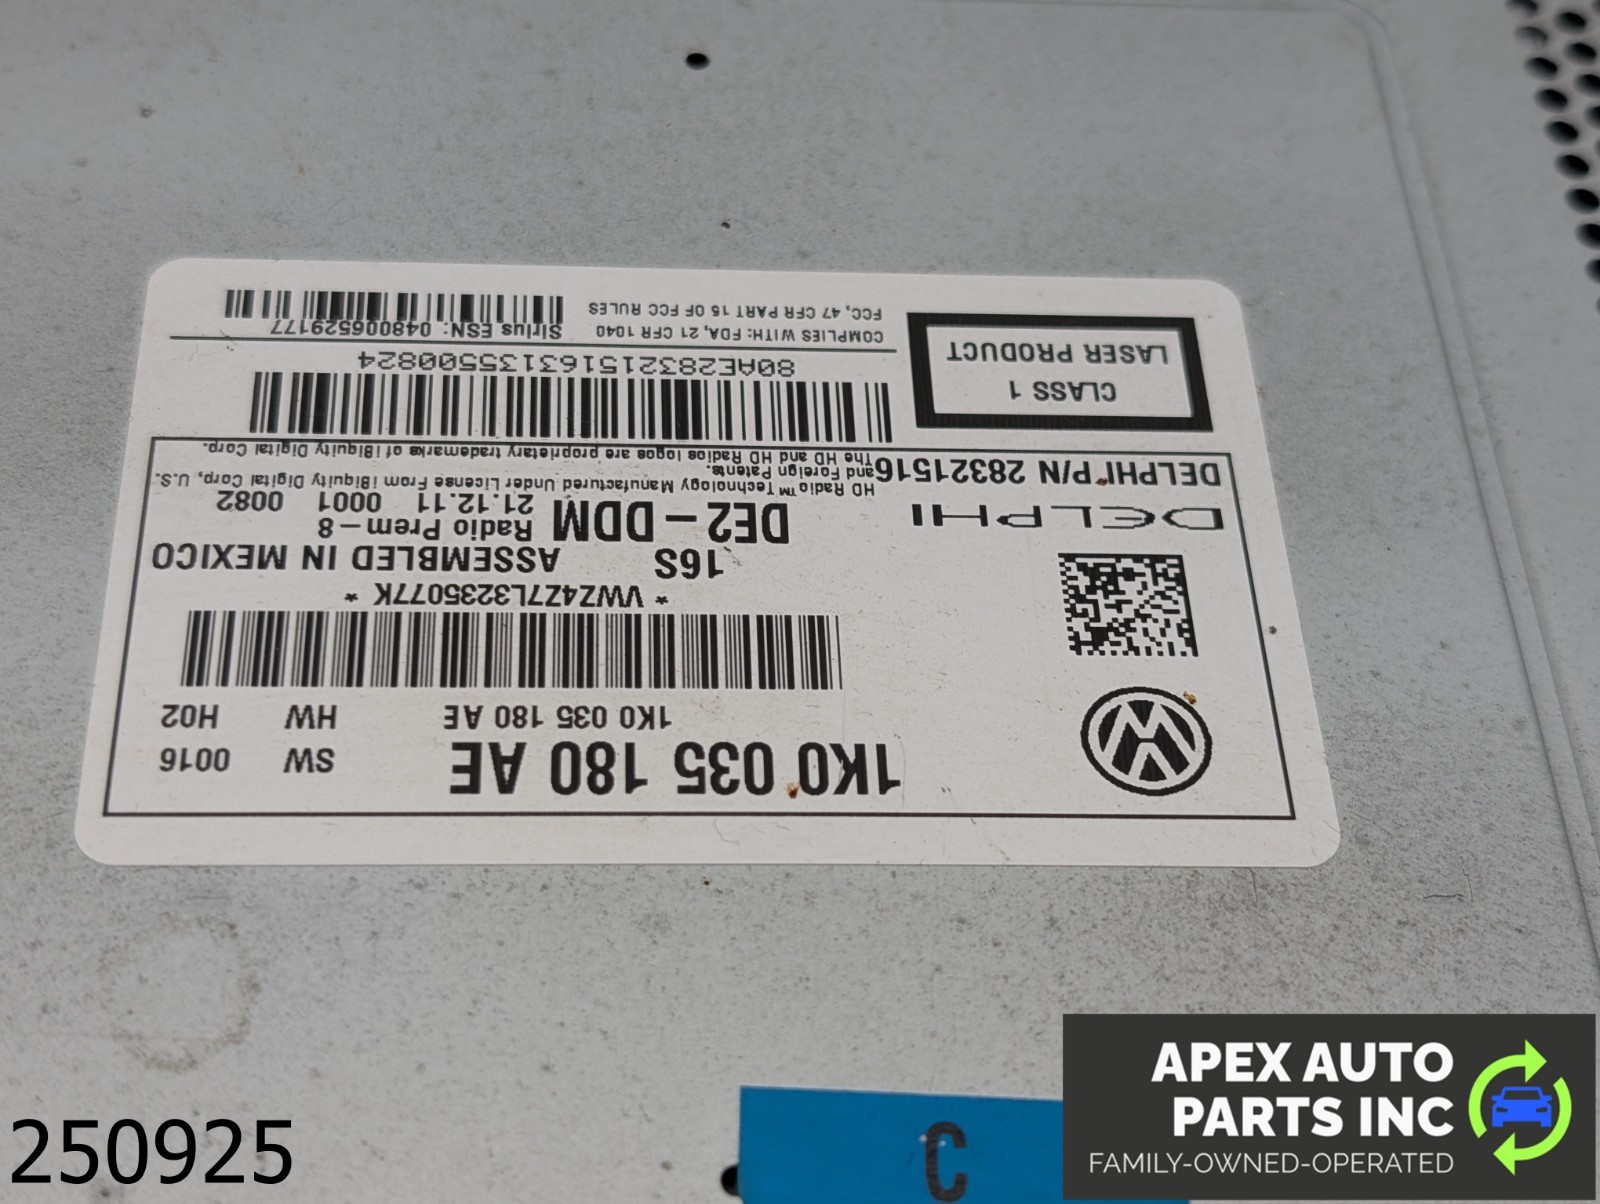 1K0 035 180 AE SW 0016
1K0 035 180 AE HW H02
* VWZ4Z7L3235077K *
16S ASSEMBLED IN MEXICO
DELPHI DE2-DDM Radio Prem-8
21.12.11 0001 0082
DELPHI P/N 28321516
HD Radio™ Technology Manufactured Under License From iBiquity Digital Corp. U.S.
and Foreign Patents.
The HD and HD Radios logos are proprietary trademarks of iBiquity Digital Corp.
CLASS 1
LASER PRODUCT
80AE28321516313550​0824
COMPLIES WITH: FDA, 21 CFR 1040
FCC, 47 CFR PART 15 OF FCC RULES
Sirius ESN: 048006529177
C
250925
APEX AUTO
PARTS INC
FAMILY-OWNED-OPERATED